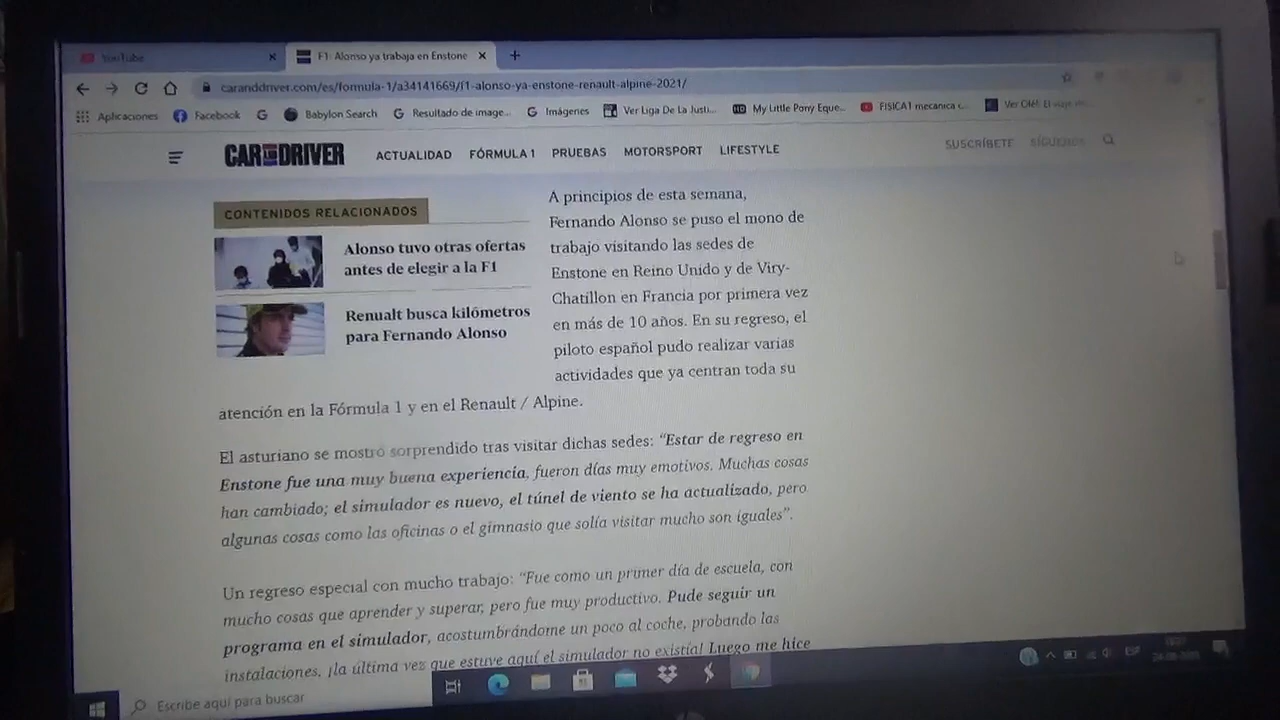 YouTube
F1: Alonso ya trabaja en Enstone
caranddriver.com/es/formula-1/a34141669/f1-alonso-ya-enstone-renault-alpine-2021/
Aplicaciones Facebook G Babylon Search Resultado de image... Imágenes Ver Liga De La Justi... My Little Pony Eque... FISICA1 mecanica c... Ver Olé!
CAR AND DRIVER ACTUALIDAD FÓRMULA 1 PRUEBAS MOTORSPORT LIFESTYLE SUSCRÍBETE SÍGUENOS
CONTENIDOS RELACIONADOS
Alonso tuvo otras ofertas
antes de elegir a la F1
Renualt busca kilómetros
para Fernando Alonso
A principios de esta semana,
Fernando Alonso se puso el mono de
trabajo visitando las sedes de
Enstone en Reino Unido y de Viry-
Chatillon en Francia por primera vez
en más de 10 años. En su regreso, el
piloto español pudo realizar varias
actividades que ya centran toda su
atención en la Fórmula 1 y en el Renault / Alpine.
El asturiano se mostró sorprendido tras visitar dichas sedes: “Estar de regreso en
Enstone fue una muy buena experiencia, fueron días muy emotivos. Muchas cosas
han cambiado; el simulador es nuevo, el túnel de viento se ha actualizado, pero
algunas cosas como las oficinas o el gimnasio que solía visitar mucho son iguales”.
Un regreso especial con mucho trabajo: “Fue como un primer día de escuela, con
mucho cosas que aprender y superar, pero fue muy productivo. Pude seguir un
programa en el simulador, acostumbrándome un poco al coche, probando las
instalaciones, ¡la última vez que estuve aquí el simulador no existía! Luego me hice
Escribe aquí para buscar